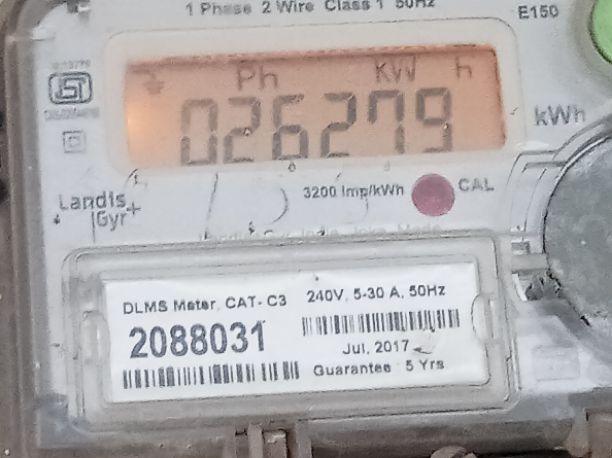 1 Phase 2 Wire Class 1 50Hz
E150
Ph KW h
026279
kWh
Landis
Gyr+
3200 Imp/kWh
CAL
DLMS Meter, CAT-C3
240V, 5-30 A, 50Hz
2088031
Jul, 2017
Guarantee 5 Yrs